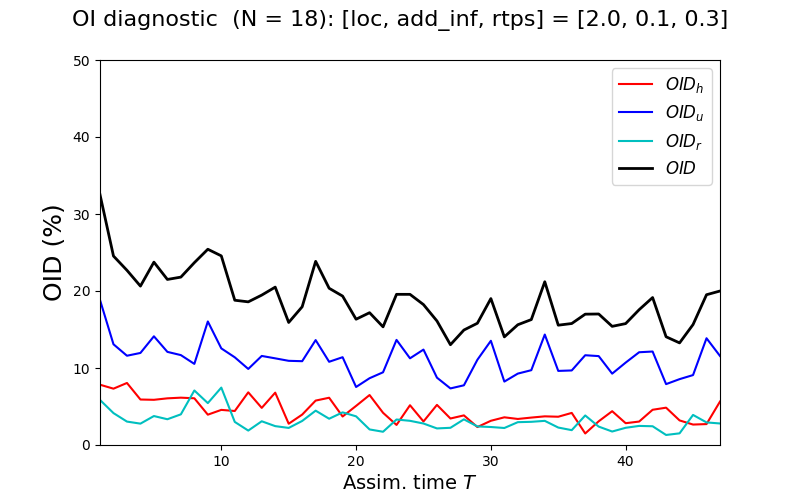 OI diagnostic (N = 18): [loc, add_inf, rtps] = [2.0, 0.1, 0.3]
OID (%)
50
40
30
20
10
0
OID_h
OID_u
OID_r
OID
10 20 30 40
Assim. time T